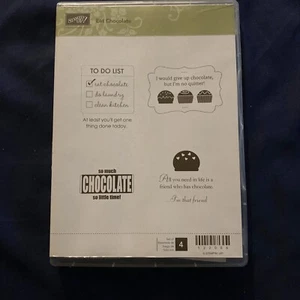 Eat Chocolate
TO DO LIST
eat chocolate
do laundry
clean kitchen
At least you'll get one
thing done today.
I would give up chocolate,
but I'm no quitter!
so much
CHOCOLATE
so little time!
All you need in life is a
friend who has chocolate.
I'm that friend!
4